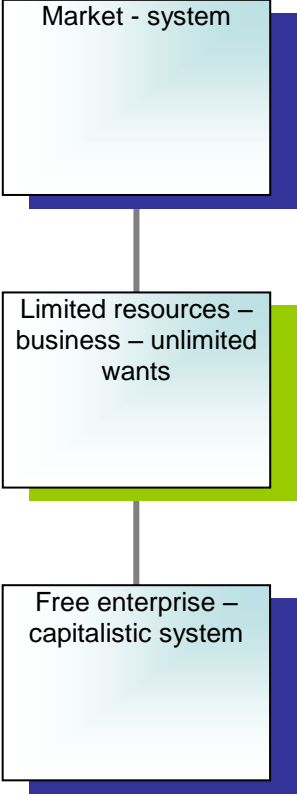 Market - system
Limited resources –
business – unlimited
wants
Free enterprise –
capitalistic system